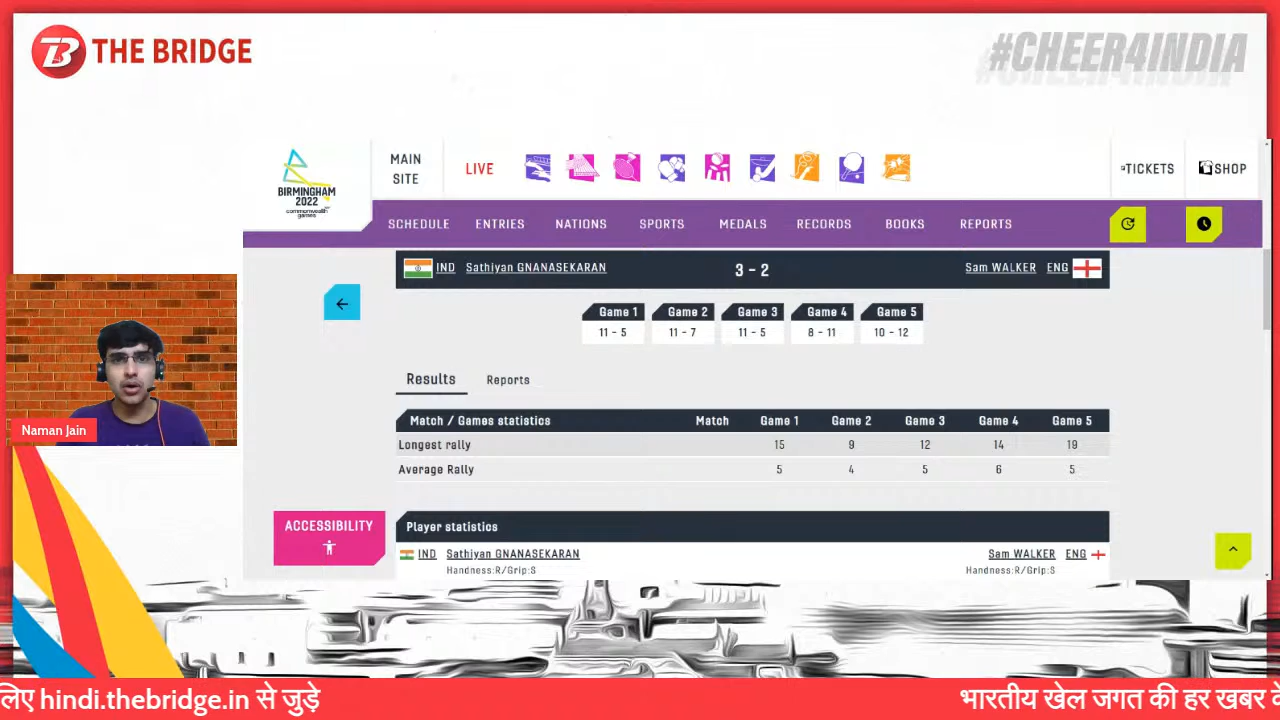 THE BRIDGE
#CHEER4INDIA
BIRMINGHAM
2022
commonwealth
games
MAIN
SITE
LIVE
TICKETS
SHOP
SCHEDULE ENTRIES NATIONS SPORTS MEDALS RECORDS BOOKS REPORTS
IND Sathiyan GNANASEKARAN 3 - 2 Sam WALKER ENG
Game 1 Game 2 Game 3 Game 4 Game 5
11 - 5 11 - 7 11 - 5 8 - 11 10 - 12
Results Reports
Match / Games statistics Match Game 1 Game 2 Game 3 Game 4 Game 5
Longest rally 15 9 12 14 19
Average Rally 5 4 5 6 5
Naman Jain
ACCESSIBILITY
Player statistics
IND Sathiyan GNANASEKARAN Sam WALKER ENG
Handness:R/Grip:S Handness:R/Grip:S
लिए hindi.thebridge.in से जुड़े भारतीय खेल जगत की हर खबर के